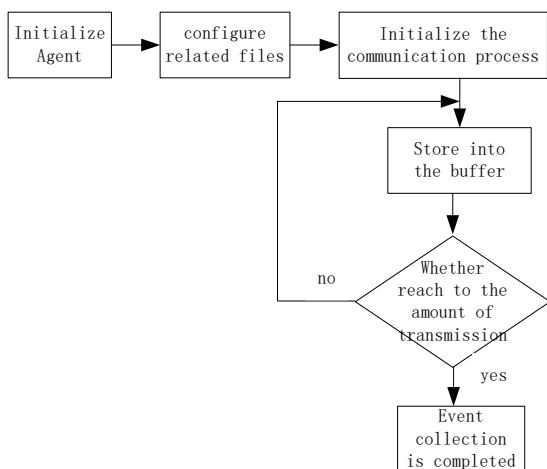 Initialize
Agent
configure
related files
Initialize the
communication process
Store into
the buffer
Whether
reach to the
amount of
transmission
no
yes
Event
collection
is completed